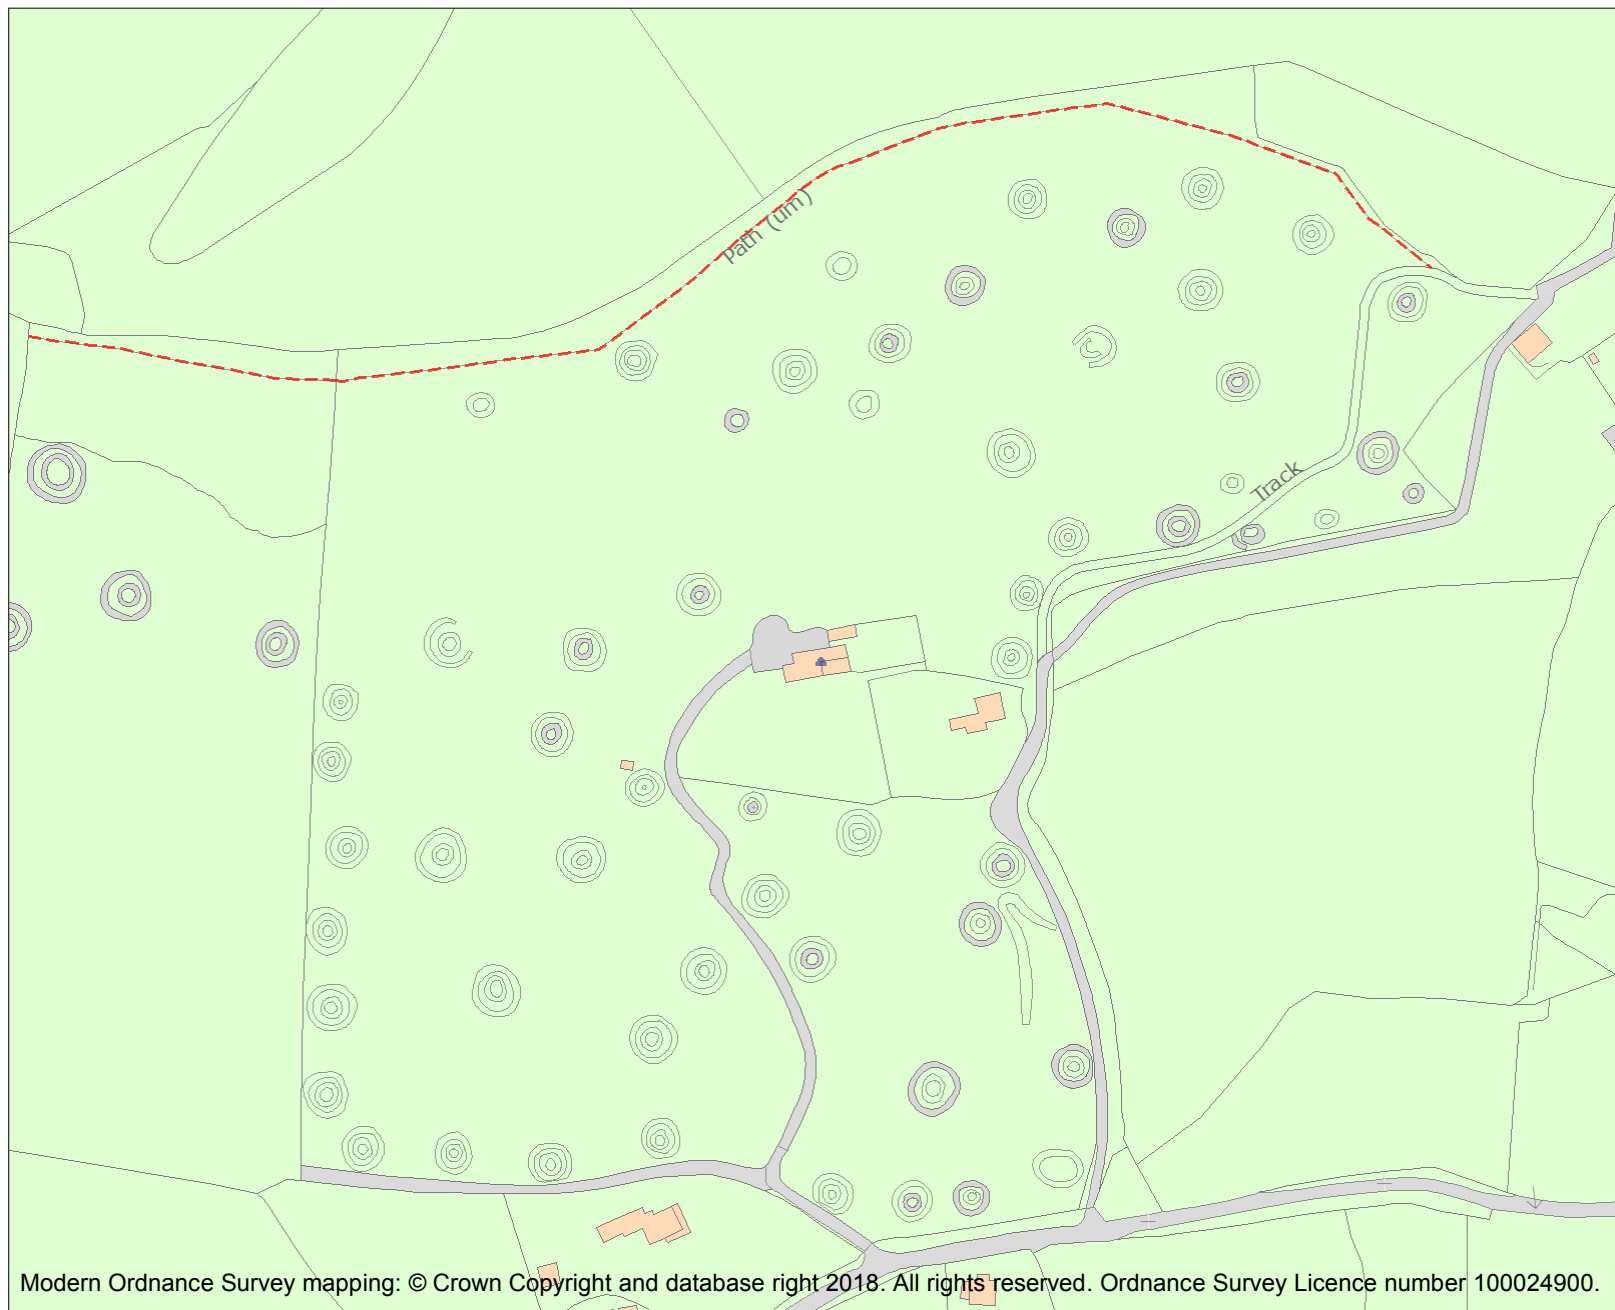 Path (um)
Track
Modern Ordnance Survey mapping: © Crown Copyright and database right 2018. All rights reserved. Ordnance Survey Licence number 100024900.